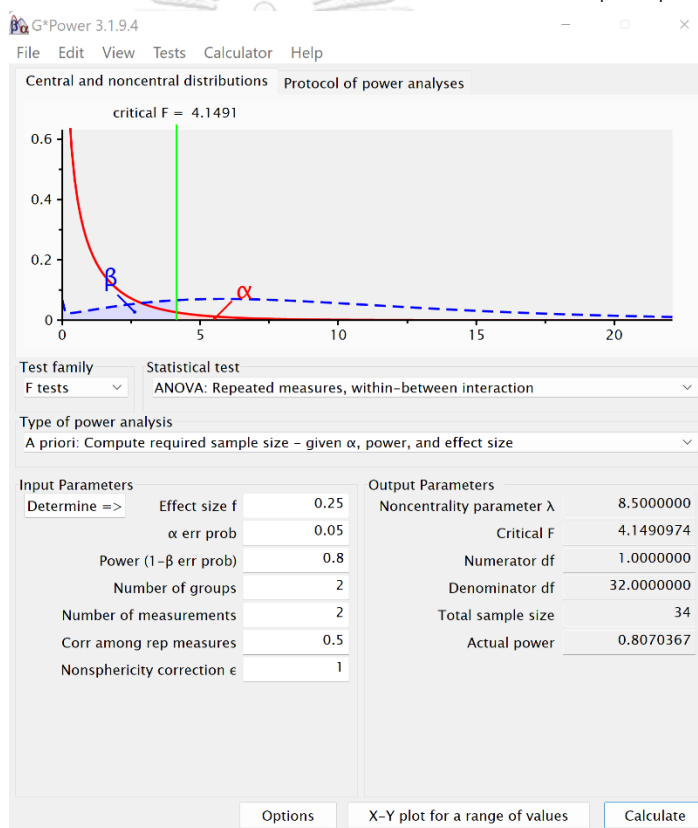 G*Power 3.1.9.4
File Edit View Tests Calculator Help
Central and noncentral distributions Protocol of power analyses
critical F = 4.1491
0.6
0.4
0.2
0
β
α
0 5 10 15 20
Test family Statistical test
F tests ANOVA: Repeated measures, within-between interaction
Type of power analysis
A priori: Compute required sample size - given α, power, and effect size
Input Parameters Output Parameters
Determine => Effect size f 0.25 Noncentrality parameter λ 8.5000000
α err prob 0.05 Critical F 4.1490974
Power (1-β err prob) 0.8 Numerator df 1.0000000
Number of groups 2 Denominator df 32.0000000
Number of measurements 2 Total sample size 34
Corr among rep measures 0.5 Actual power 0.8070367
Nonsphericity correction ϵ 1
Options X-Y plot for a range of values Calculate